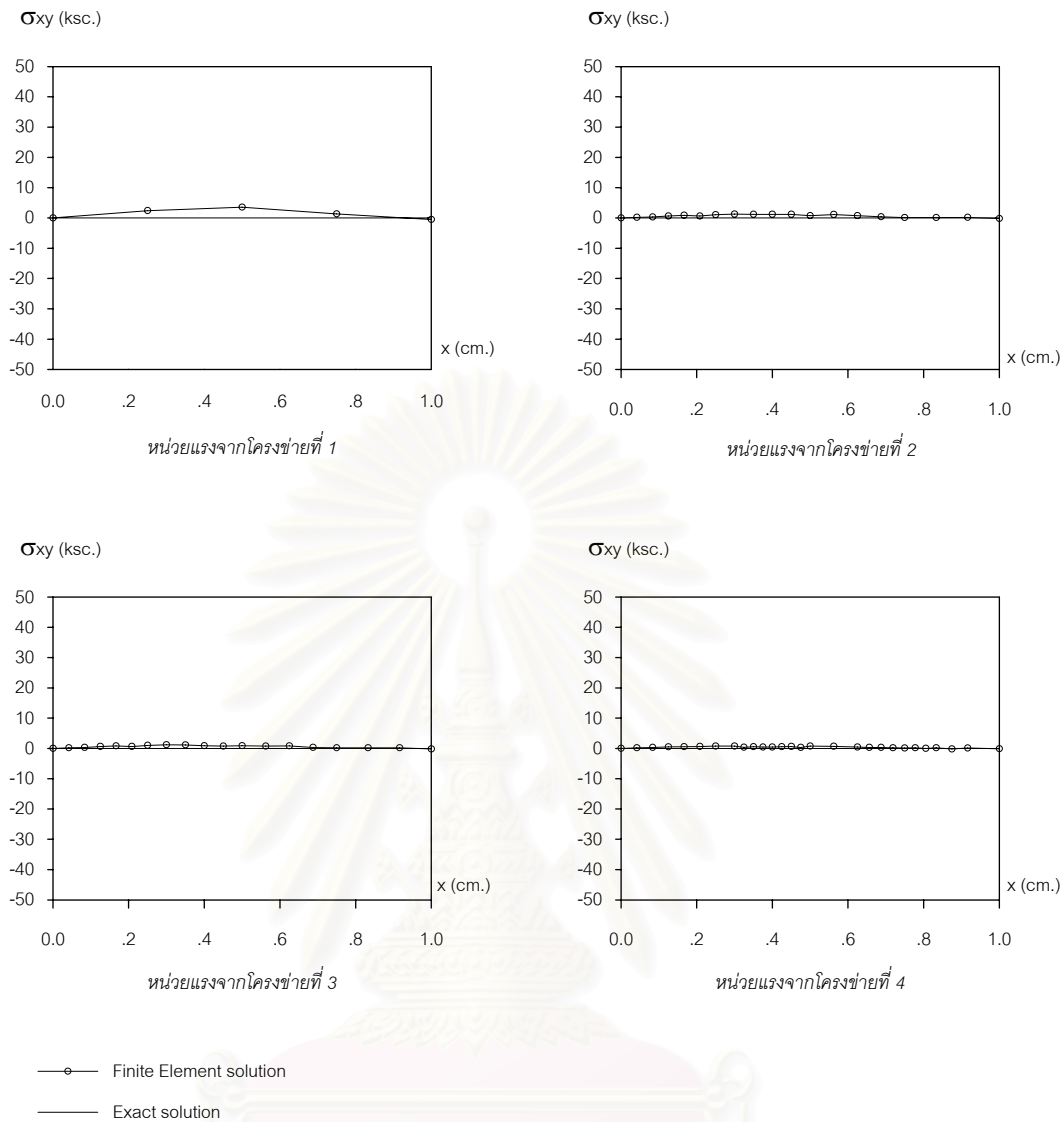 σxy (ksc.)
50
40
30
20
10
0
-10
-20
-30
-40
-50
x (cm.)
0.0 .2 .4 .6 .8 1.0
หน่วยแรงจากโครงข่ายที่ 1
σxy (ksc.)
50
40
30
20
10
0
-10
-20
-30
-40
-50
x (cm.)
0.0 .2 .4 .6 .8 1.0
หน่วยแรงจากโครงข่ายที่ 2
σxy (ksc.)
50
40
30
20
10
0
-10
-20
-30
-40
-50
x (cm.)
0.0 .2 .4 .6 .8 1.0
หน่วยแรงจากโครงข่ายที่ 3
σxy (ksc.)
50
40
30
20
10
0
-10
-20
-30
-40
-50
x (cm.)
0.0 .2 .4 .6 .8 1.0
หน่วยแรงจากโครงข่ายที่ 4
Finite Element solution
Exact solution